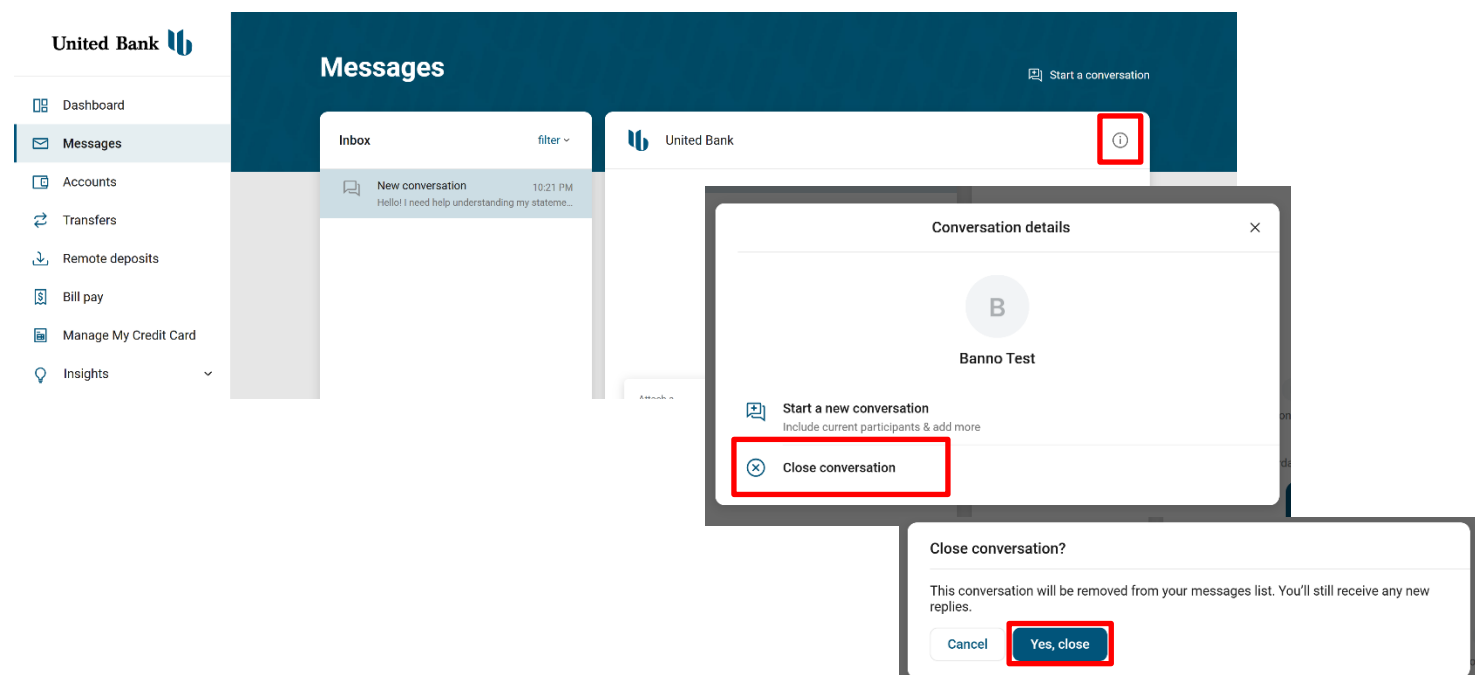 United Bank
Dashboard
Messages
Accounts
Transfers
Remote deposits
Bill pay
Manage My Credit Card
Insights
Messages
Start a conversation
Inbox
filter
United Bank
New conversation
10:21 PM
Hello! I need help understanding my stateme...
Conversation details
B
Banno Test
Start a new conversation
Include current participants & add more
Close conversation
Close conversation?
This conversation will be removed from your messages list. You'll still receive any new
replies.
Cancel
Yes, close